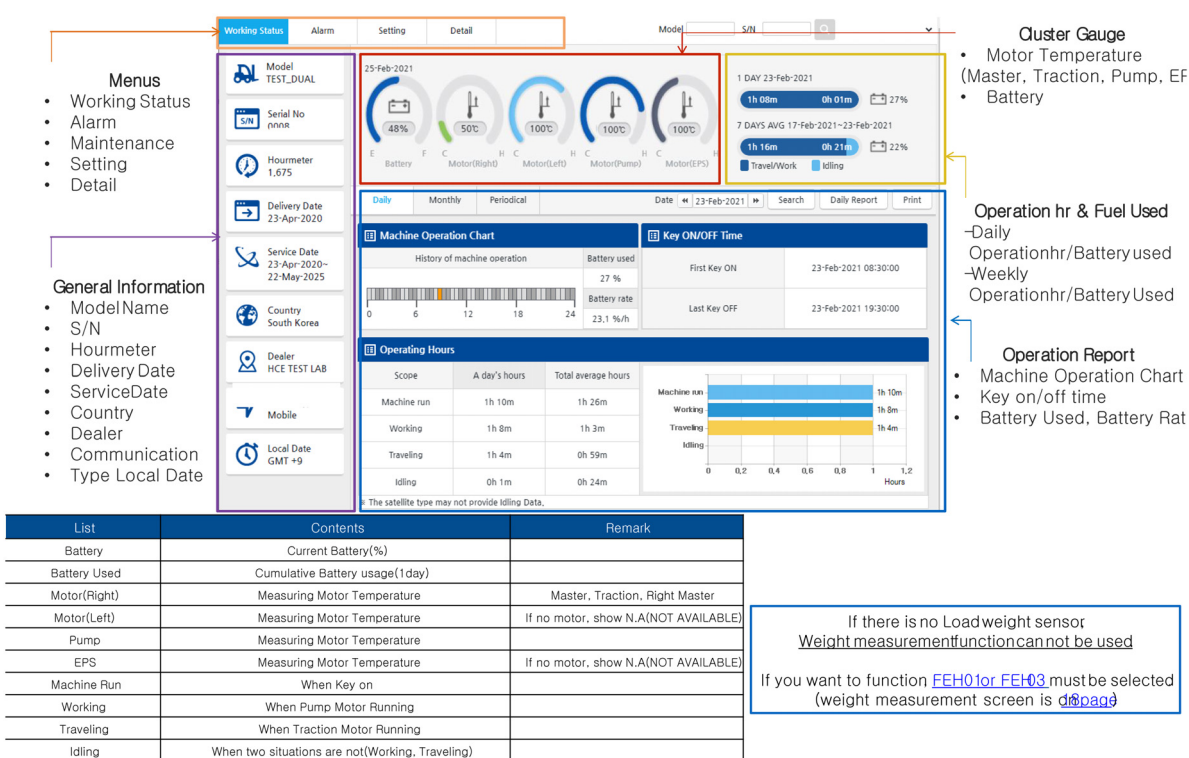 Working Status Alarm Setting Detail Model S/N
Menus
• Working Status
• Alarm
• Maintenance
• Setting
• Detail
General Information
• Model Name
• S/N
• Hourmeter
• Delivery Date
• ServiceDate
• Country
• Dealer
• Communication
• Type Local Date
Model
TEST_DUAL
S/N
Serial No
0008
Hourmeter
1,675
Delivery Date
23-Apr-2020
Service Date
23-Apr-2020~
22-May-2025
Country
South Korea
Dealer
HCE TEST LAB
Mobile
Local Date
GMT +9
25-Feb-2021
48% 50℃ 100℃ 100℃ 100℃
E F C H C H C H C H
Battery Motor(Right) Motor(Left) Motor(Pump) Motor(EPS)
1 DAY 23-Feb-2021
1h 08m 0h 01m 27%
7 DAYS AVG 17-Feb-2021~23-Feb-2021
1h 16m 0h 21m 22%
Travel/Work Idling
Daily Monthly Periodical Date 23-Feb-2021 Search Daily Report Print
Machine Operation Chart
History of machine operation Battery used
27 %
Battery rate
23,1 %/h
0 6 12 18 24
Key ON/OFF Time
First Key ON 23-Feb-2021 08:30:00
Last Key OFF 23-Feb-2021 19:30:00
Operating Hours
Scope A day's hours Total average hours
Machine run 1h 10m 1h 26m
Working 1h 8m 1h 3m
Traveling 1h 4m 0h 59m
Idling 0h 1m 0h 24m
Machine run 1h 10m
Working 1h 8m
Traveling 1h 4m
Idling
0 0,2 0,4 0,6 0,8 1 1,2
Hours
※ The satellite type may not provide Idling Data,
Cluster Gauge
• Motor Temperature
(Master, Traction, Pump, EP
• Battery
Operation hr & Fuel Used
-Daily
Operationhr/Battery used
-Weekly
Operationhr/Battery Used
Operation Report
• Machine Operation Chart
• Key on/off time
• Battery Used, Battery Rat
List Contents Remark
Battery Current Battery(%)
Battery Used Cumulative Battery usage(1day)
Motor(Right) Measuring Motor Temperature Master, Traction, Right Master
Motor(Left) Measuring Motor Temperature If no motor, show N.A(NOT AVAILABLE)
Pump Measuring Motor Temperature
EPS Measuring Motor Temperature If no motor, show N.A(NOT AVAILABLE)
Machine Run When Key on
Working When Pump Motor Running
Traveling When Traction Motor Running
Idling When two situations are not(Working, Traveling)
If there is no Loadweight sensor,
Weight measurementfunctioncannot be used
If you want to function, FEH01or FEH03 mustbe selected
(weight measurement screen is on 18page)